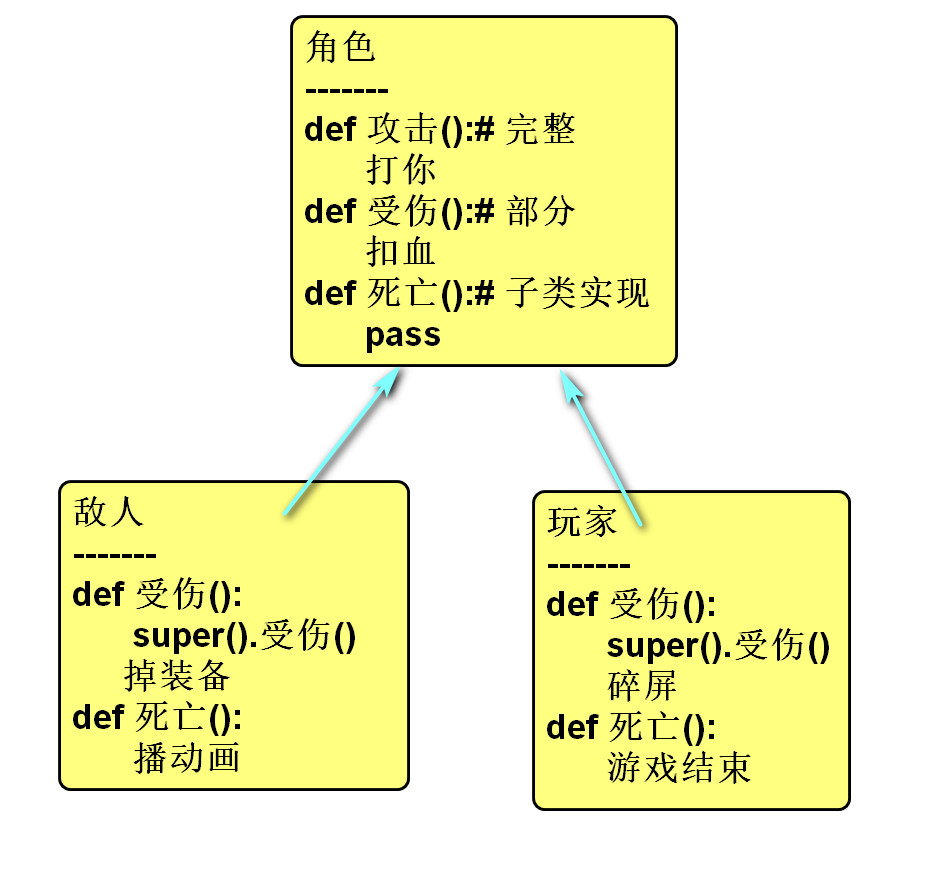 角色
-------
def 攻击():# 完整
打你
def 受伤():# 部分
扣血
def 死亡():# 子类实现
pass
敌人
-------
def 受伤():
super().受伤()
掉装备
def 死亡():
播动画
玩家
-------
def 受伤():
super().受伤()
碎屏
def 死亡():
游戏结束